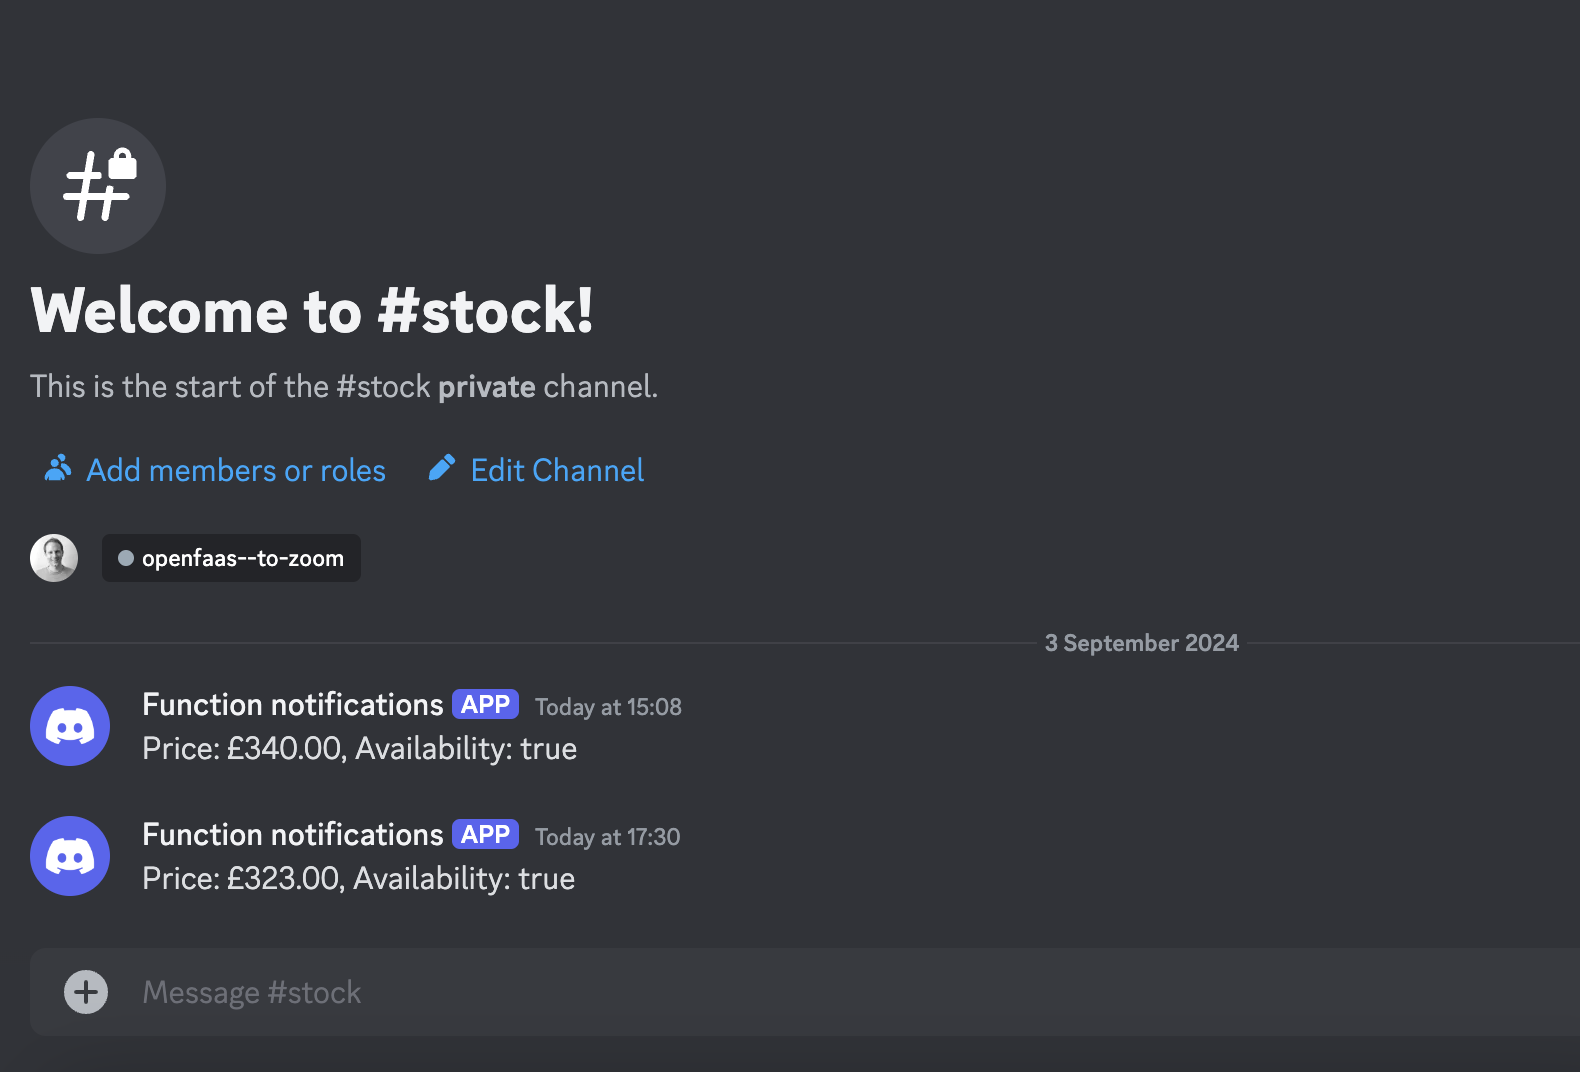 Welcome to #stock!
This is the start of the #stock private channel.
Add members or roles Edit Channel
openfaas--to-zoom
3 September 2024
Function notifications APP Today at 15:08
Price: £340.00, Availability: true
Function notifications APP Today at 17:30
Price: £323.00, Availability: true
Message #stock